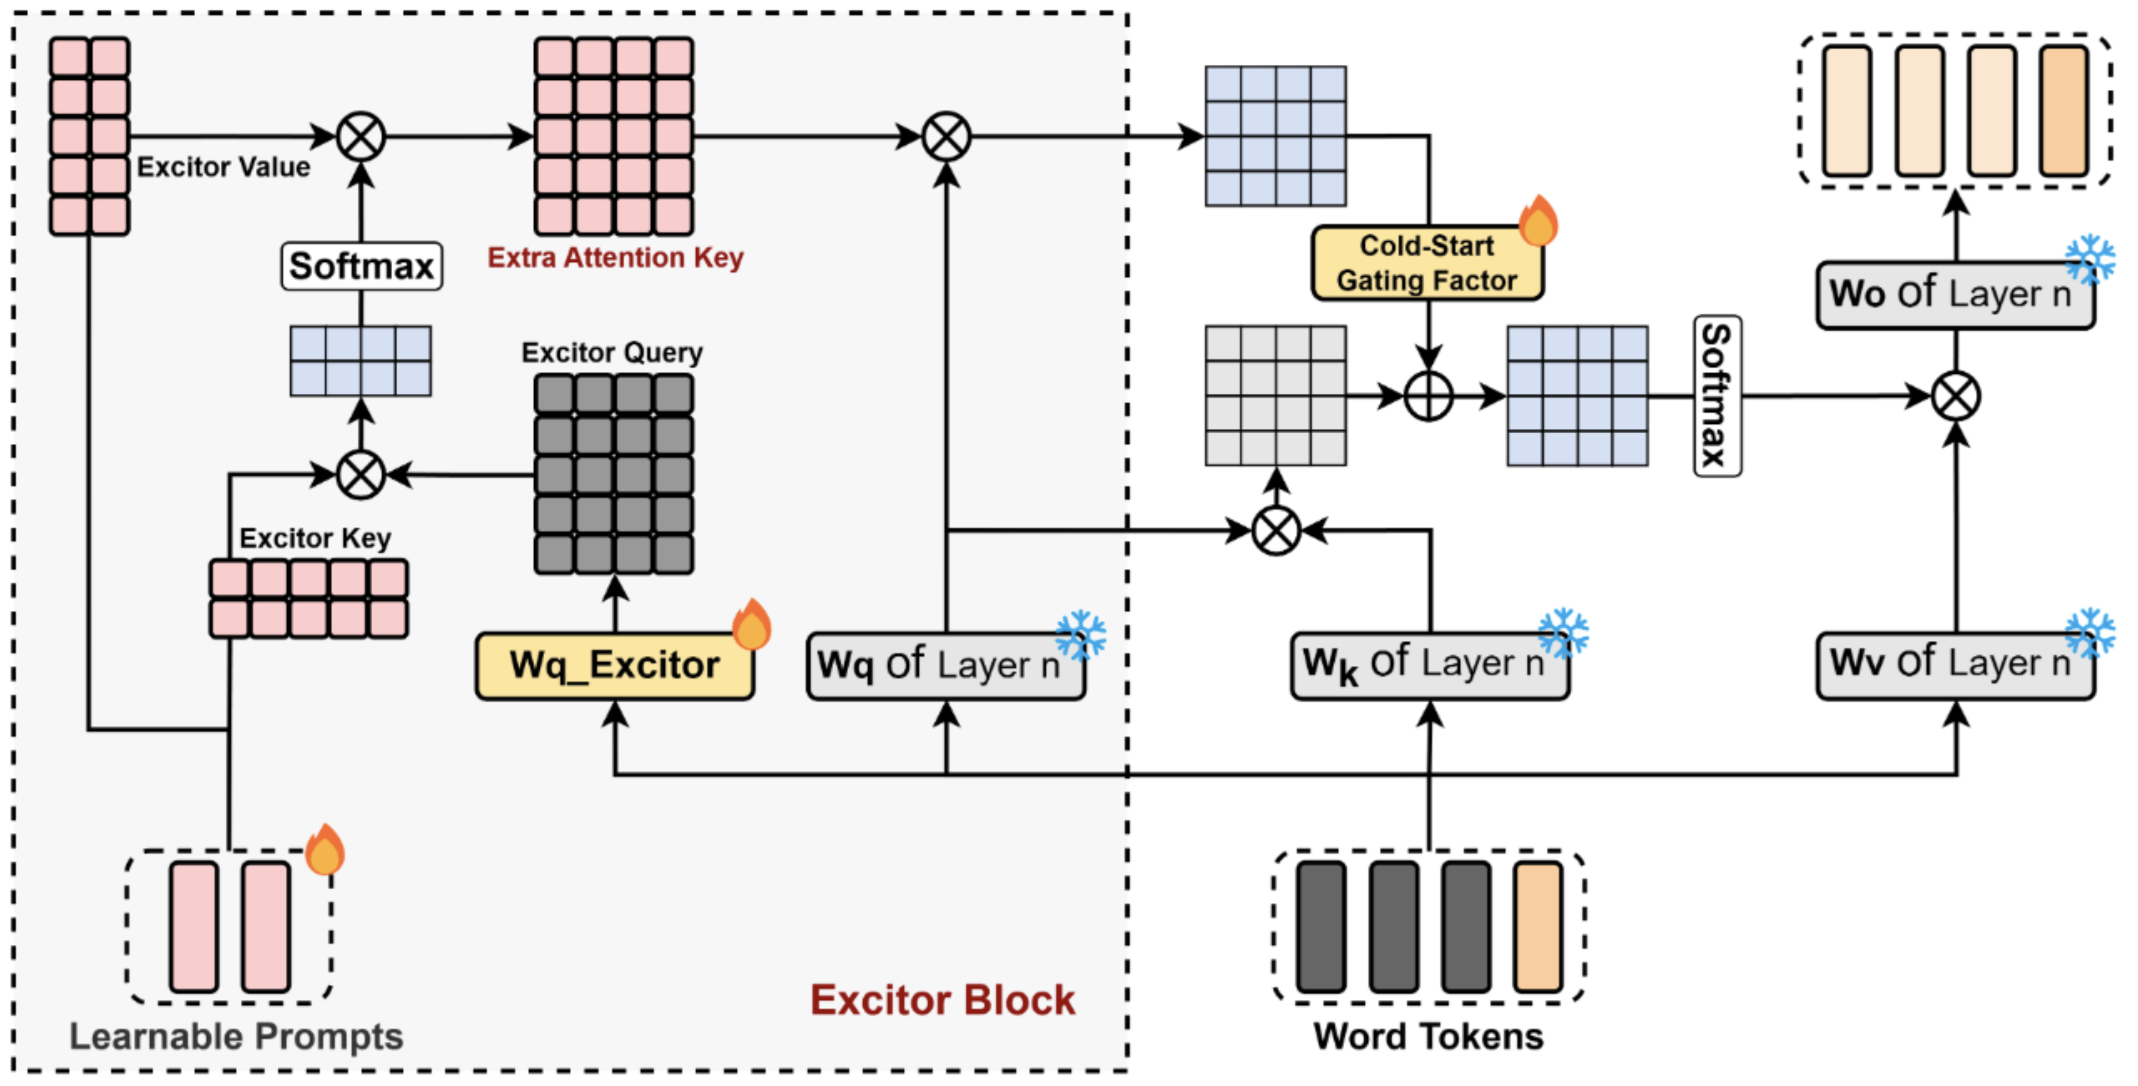 Excitor Value
Softmax
Extra Attention Key
Excitor Query
Excitor Key
Wq_Excitor
Wq of Layer n
Learnable Prompts
Excitor Block
Cold-Start
Gating Factor
Softmax
Wo of Layer n
Wk of Layer n
Wv of Layer n
Word Tokens